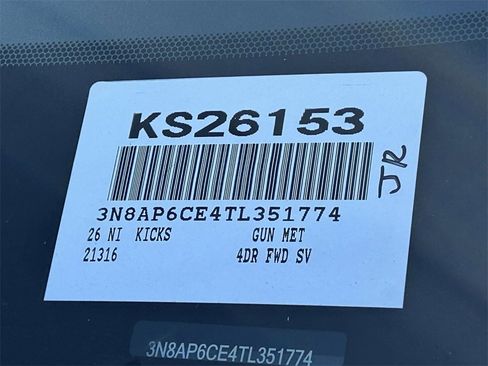 KS26153
JR
3N8AP6CE4TL351774
26 NI KICKS GUN MET
21316 4DR FWD SV
3N8AP6CE4TL351774